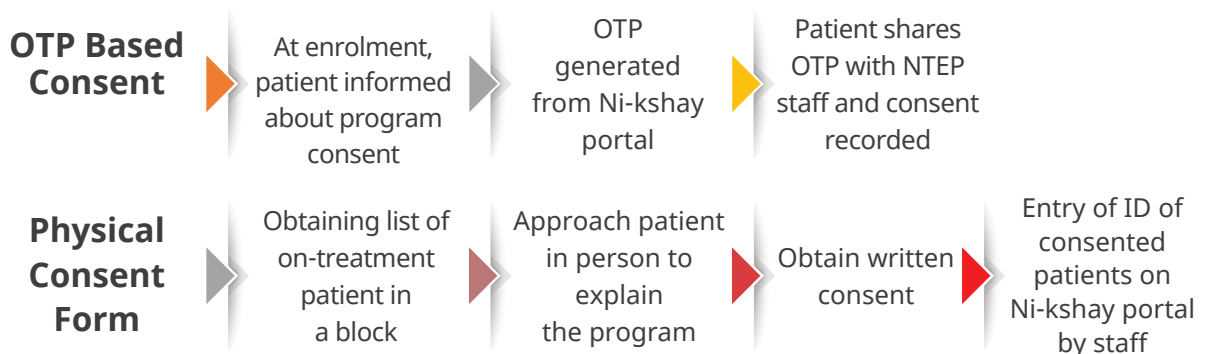 OTP Based
Consent
At enrolment,
patient informed
about program
consent
OTP
generated
from Ni-kshay
portal
Patient shares
OTP with NTEP
staff and consent
recorded
Physical
Consent
Form
Obtaining list of
on-treatment
patient in
a block
Approach patient
in person to
explain
the program
Obtain written
consent
Entry of ID of
consented
patients on
Ni-kshay portal
by staff